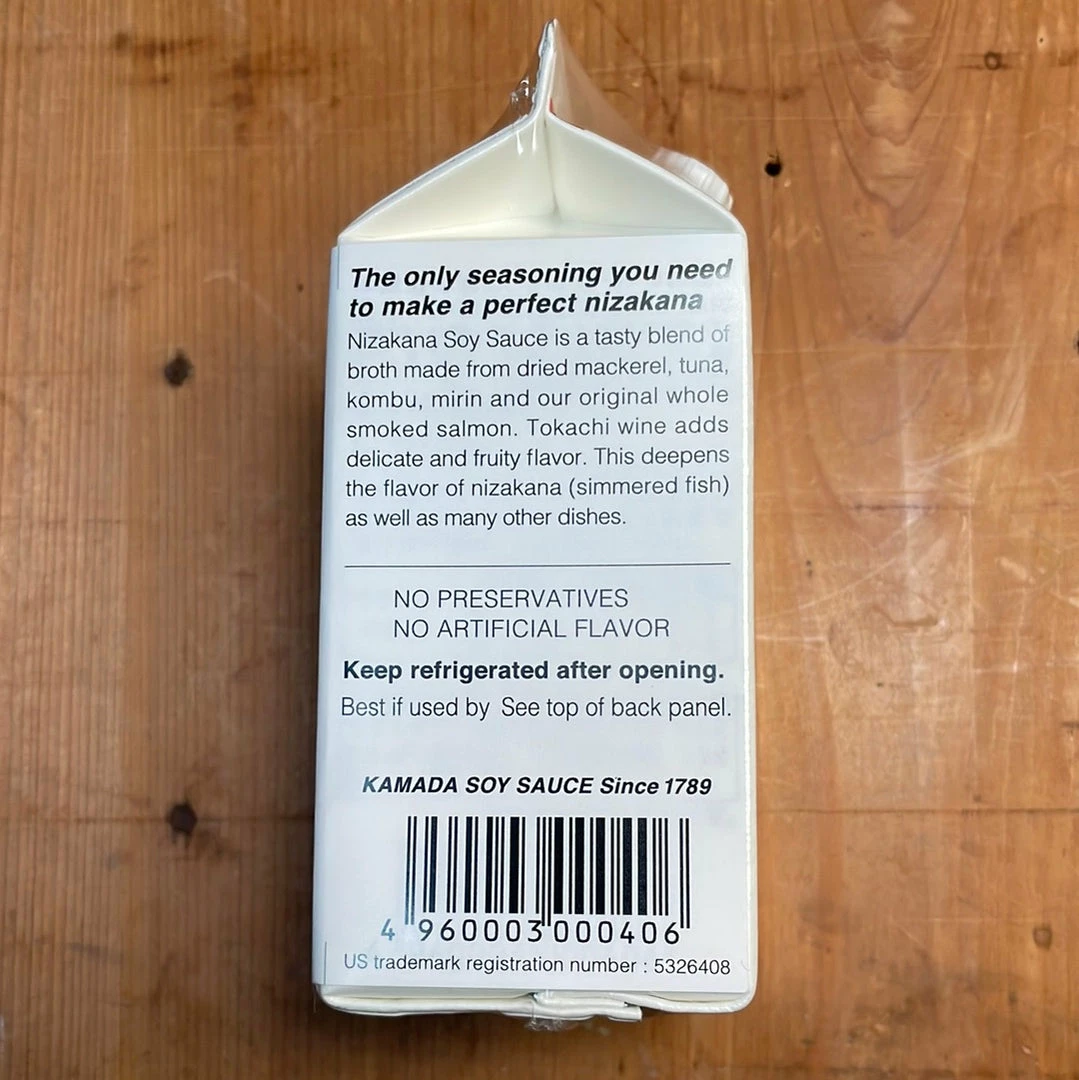 The only seasoning you need
to make a perfect nizakana
Nizakana Soy Sauce is a tasty blend of
broth made from dried mackerel, tuna,
kombu, mirin and our original whole
smoked salmon. Tokachi wine adds
delicate and fruity flavor. This deepens
the flavor of nizakana (simmered fish)
as well as many other dishes.
NO PRESERVATIVES
NO ARTIFICIAL FLAVOR
Keep refrigerated after opening.
Best if used by See top of back panel.
KAMADA SOY SAUCE Since 1789
4 960003 000406
US trademark registration number : 5326408